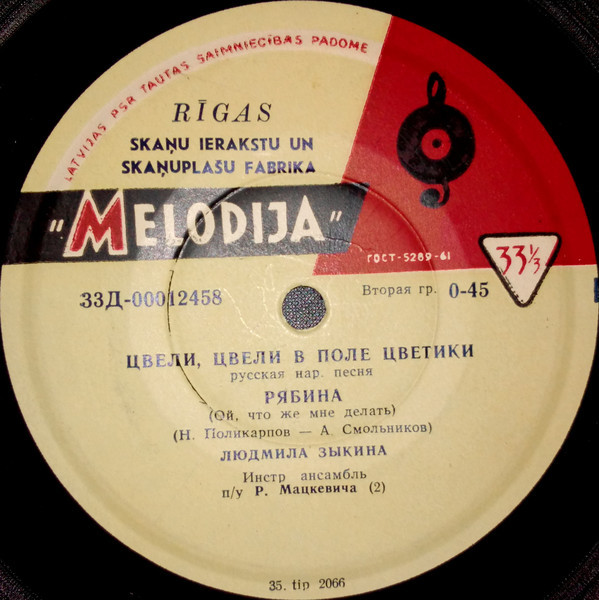 LATVIJAS PSR TAUTAS SAIMNIECĪBAS PADOME
RĪGAS
SKAŅU IERAKSTU UN
SKAŅUPLAŠU FABRIKA
"MELODIJA"
ГОСТ-5289-61
33⅓
33Д-00012458
Вторая гр. 0-45
ЦВЕЛИ, ЦВЕЛИ В ПОЛЕ ЦВЕТИКИ
русская нар. песня
РЯБИНА
(Ой, что же мне делать)
(Н. Поликарпов — А. Смольников)
ЛЮДМИЛА ЗЫКИНА
Инстр ансамбль
п/у Р. Мацкевича (2)
35. tip 2066